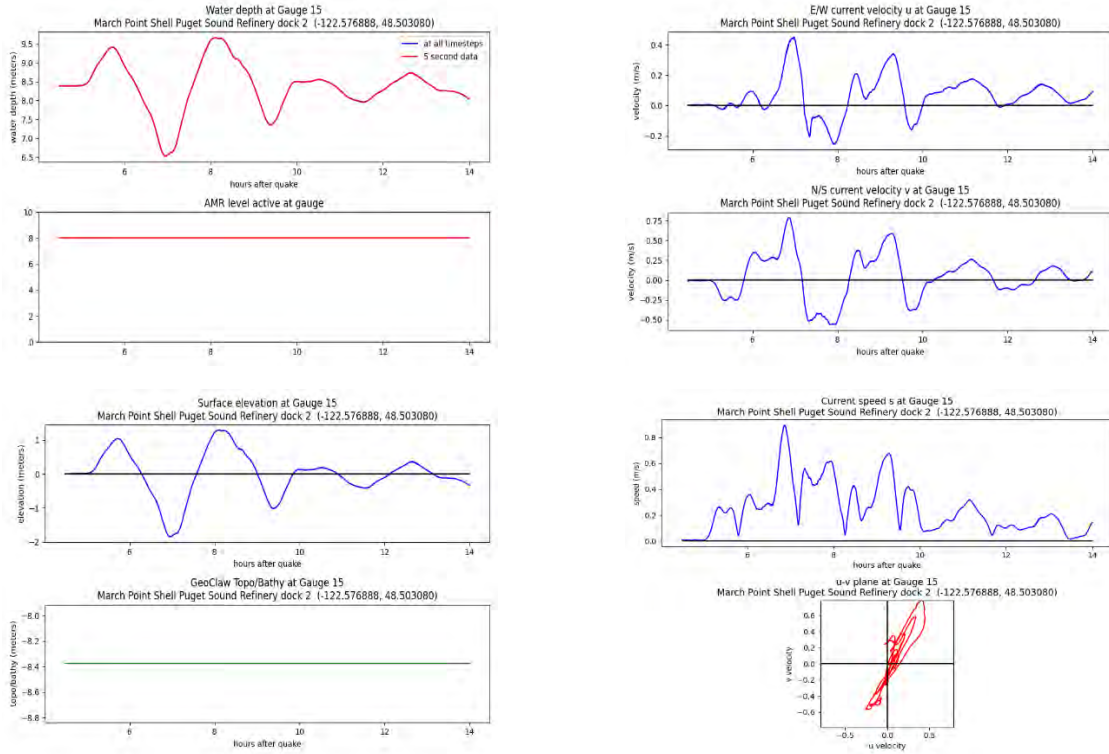 Water depth at Gauge 15
March Point Shell Puget Sound Refinery dock 2 (-122.576888, 48.503080)
at all timesteps
5 second data
water depth (meters)
9.5
9.0
8.5
8.0
7.5
7.0
6.5
6 8 10 12 14
hours after quake
AMR level active at gauge
10
8
6
4
2
0
6 8 10 12 14
hours after quake
Surface elevation at Gauge 15
March Point Shell Puget Sound Refinery dock 2 (-122.576888, 48.503080)
elevation (meters)
1
0
−1
−2
6 8 10 12 14
hours after quake
GeoClaw Topo/Bathy at Gauge 15
March Point Shell Puget Sound Refinery dock 2 (-122.576888, 48.503080)
topo/bathy (meters)
−8.0
−8.2
−8.4
−8.6
−8.8
6 8 10 12 14
hours after quake
E/W current velocity u at Gauge 15
March Point Shell Puget Sound Refinery dock 2 (-122.576888, 48.503080)
velocity (m/s)
0.4
0.2
0.0
−0.2
6 8 10 12 14
hours after quake
N/S current velocity v at Gauge 15
March Point Shell Puget Sound Refinery dock 2 (-122.576888, 48.503080)
velocity (m/s)
0.75
0.50
0.25
0.00
−0.25
−0.50
6 8 10 12 14
hours after quake
Current speed s at Gauge 15
March Point Shell Puget Sound Refinery dock 2 (-122.576888, 48.503080)
speed (m/s)
0.8
0.6
0.4
0.2
0.0
6 8 10 12 14
hours after quake
u-v plane at Gauge 15
March Point Shell Puget Sound Refinery dock 2 (-122.576888, 48.503080)
v velocity
0.6
0.4
0.2
0.0
−0.2
−0.4
−0.6
−0.5 0.0 0.5
u velocity